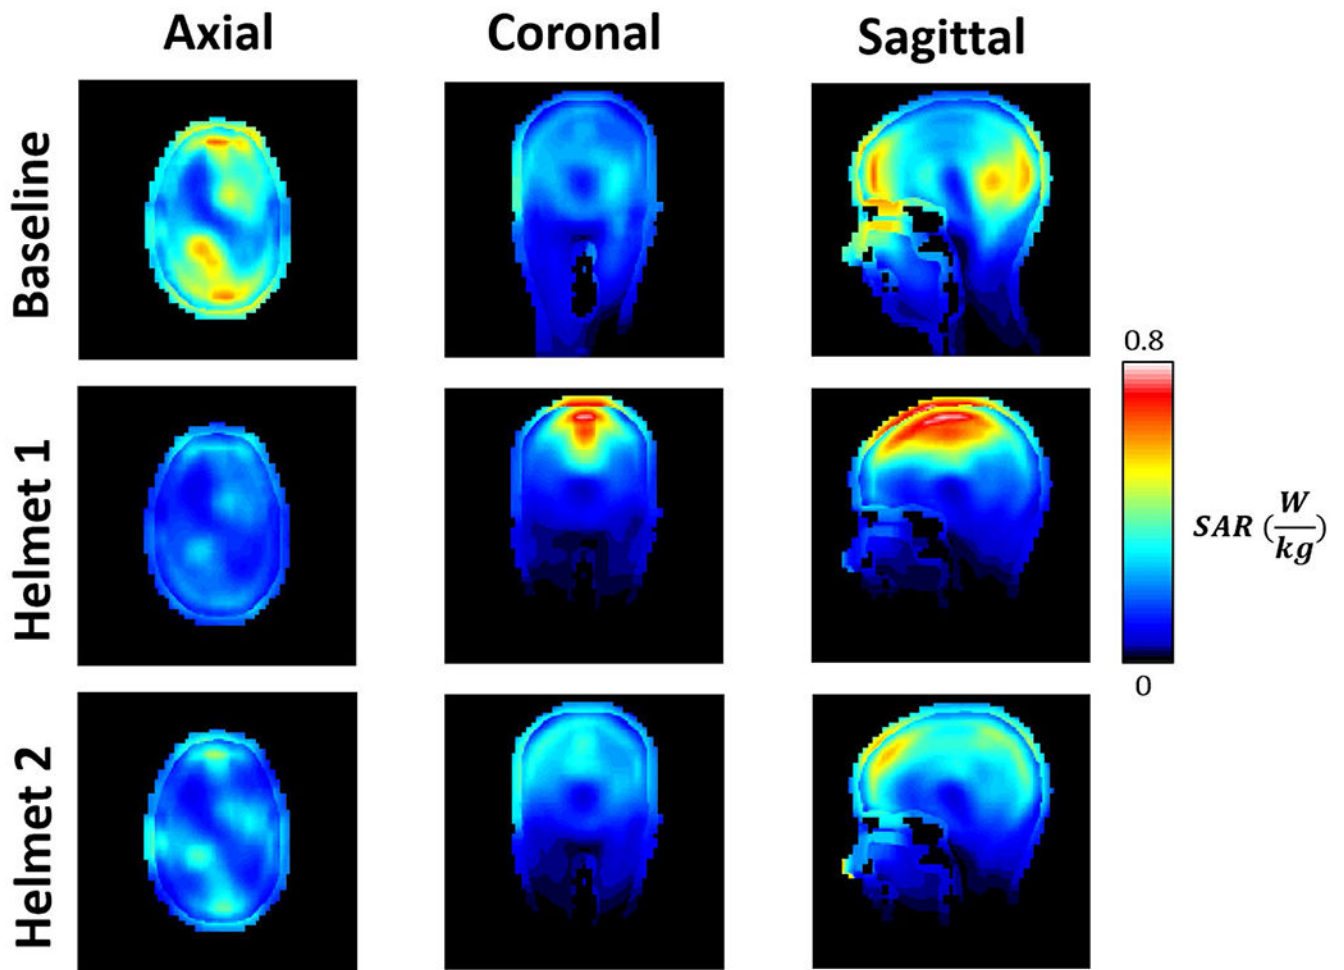 Axial Coronal Sagittal
Baseline
Helmet 1
Helmet 2
0.8
SAR (W/kg)
0